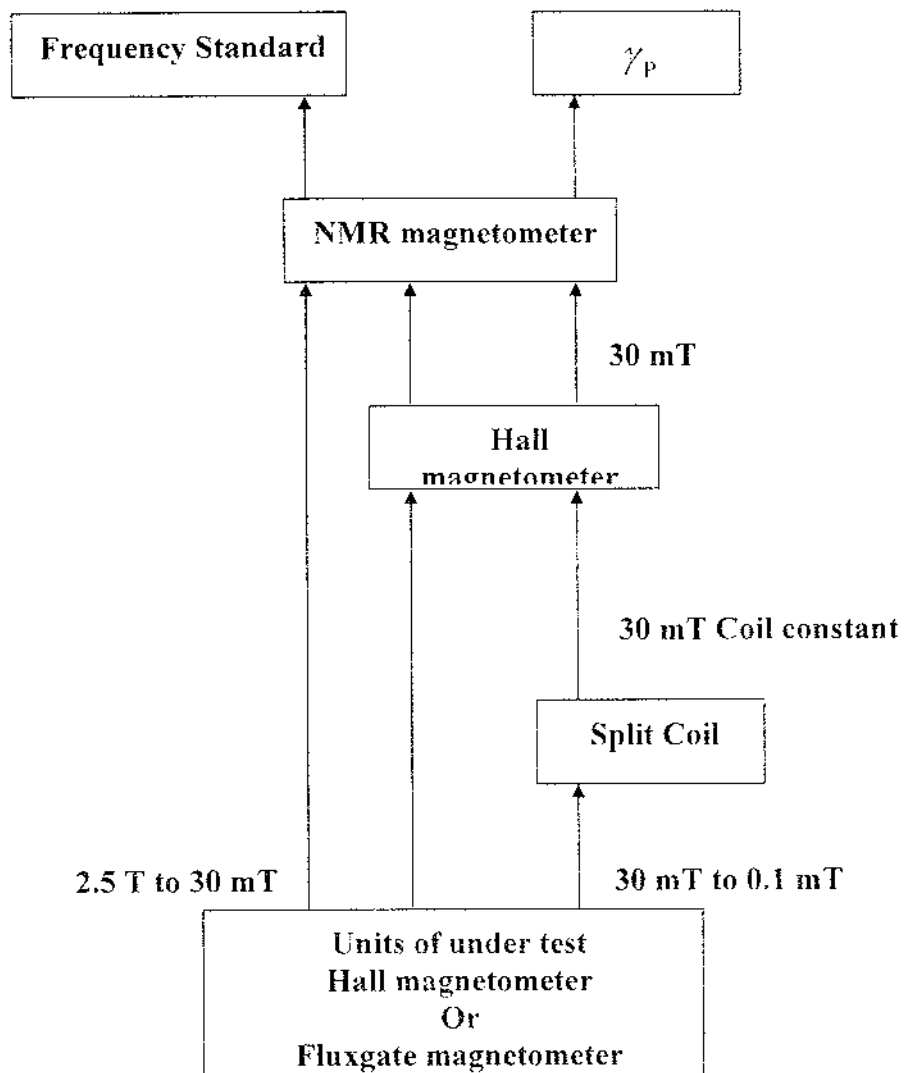 Frequency Standard
γp
NMR magnetometer
30 mT
Hall
magnetometer
30 mT Coil constant
Split Coil
2.5 T to 30 mT
30 mT to 0.1 mT
Units of under test
Hall magnetometer
Or
Fluxgate magnetometer